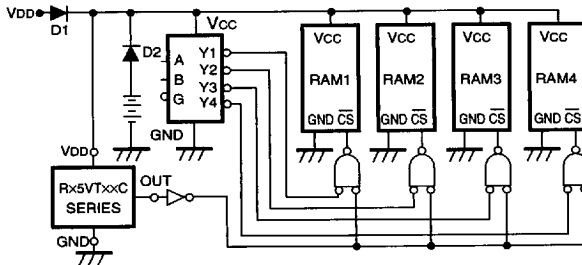 VDD
D1
D2
VCC
A
B
G
Y1
Y2
Y3
Y4
GND
VCC
RAM1
GND CS
VCC
RAM2
GND CS
VCC
RAM3
GND CS
VCC
RAM4
GND CS
VDD
R×5VT××C
SERIES
OUT
GND